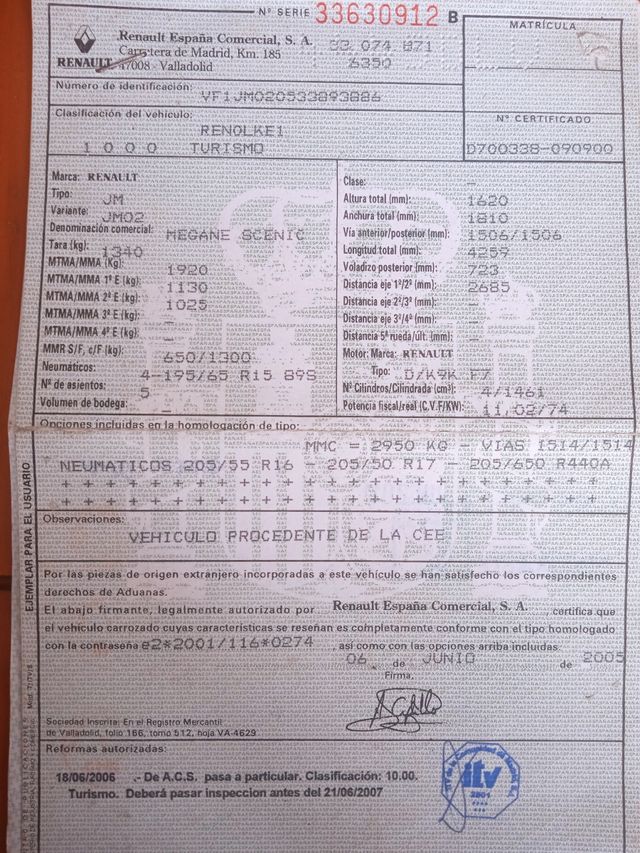 Nº SERIE 33630912 B
Renault España Comercial, S. A.
Carretera de Madrid, Km. 185
RENAULT 47008 - Valladolid
33.074.871
6350
MATRÍCULA
Número de identificación:
VF1JM020533893886
Clasificación del vehículo:
RENOLKE1
1 0 0 0 TURISMO
Nº CERTIFICADO
D700338-090900
Marca: RENAULT
Tipo: JM
Variante: JM02
Denominación comercial: MEGANE SCENIC
Tara (kg): 1340
MTMA/MMA (Kg): 1920
MTMA/MMA 1º E (kg): 1130
MTMA/MMA 2º E (kg): 1025
MTMA/MMA 3º E (kg): –
MTMA/MMA 4º E (kg): –
MMR S/F, c/F (kg): 650/1300
Neumáticos: 4-195/65 R15 89S
Nº de asientos: 5
Volumen de bodega: –
Clase: –
Altura total (mm): 1620
Anchura total (mm): 1810
Vía anterior/posterior (mm): 1506/1506
Longitud total (mm): 4259
Voladizo posterior (mm): 723
Distancia eje 1º/2º (mm): 2685
Distancia eje 2º/3º (mm): –
Distancia eje 3º/4º (mm): –
Distancia 5ª rueda/últ. (mm): –
Motor: Marca: RENAULT
Tipo: D/K9K F7
Nº Cilindros/Cilindrada (cm³): 4/1461
Potencia fiscal/real (C.V.F/KW): 11,02/74
Opciones incluidas en la homologación de tipo:
MMC = 2950 KG - VIAS 1514/1514
NEUMATICOS 205/55 R16 - 205/50 R17 - 205/650 R440A
+ + + + + + + + + + + + + + + + + + + +
+ + + + + + + + + + + + + + + + + + + +
Observaciones:
VEHICULO PROCEDENTE DE LA CEE
Por las piezas de origen extranjero incorporadas a este vehículo se han satisfecho los correspondientes
derechos de Aduanas.
El abajo firmante, legalmente autorizado por Renault España Comercial, S. A. certifica que
el vehículo carrozado cuyas características se reseñan es completamente conforme con el tipo homologado
con la contraseña e2*2001/116*0274 , así como con las opciones arriba incluidas.
06 de JUNIO de 2005
Firma.
Sociedad Inscrita: En el Registro Mercantil
de Valladolid, folio 166, tomo 512, hoja VA-4629
Reformas autorizadas:
18/06/2006 .- De A.C.S. pasa a particular. Clasificación: 10.00.
Turismo. Deberá pasar inspeccion antes del 21/06/2007
itv
EJEMPLAR PARA EL USUARIO